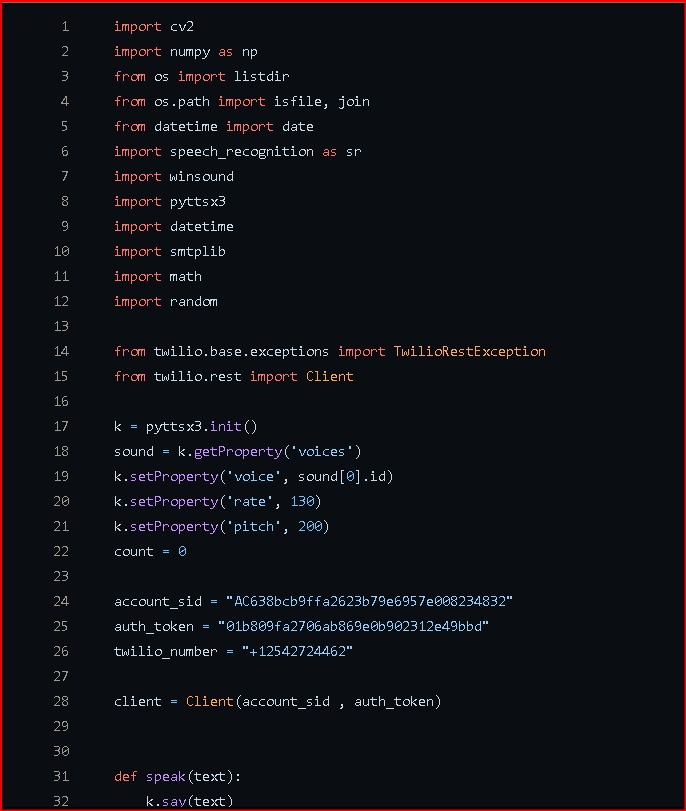 1 import cv2
2 import numpy as np
3 from os import listdir
4 from os.path import isfile, join
5 from datetime import date
6 import speech_recognition as sr
7 import winsound
8 import pyttsx3
9 import datetime
10 import smtplib
11 import math
12 import random
13
14 from twilio.base.exceptions import TwilioRestException
15 from twilio.rest import Client
16
17 k = pyttsx3.init()
18 sound = k.getProperty('voices')
19 k.setProperty('voice', sound[0].id)
20 k.setProperty('rate', 130)
21 k.setProperty('pitch', 200)
22 count = 0
23
24 account_sid = "AC638bcb9ffa2623b79e6957e008234832"
25 auth_token = "01b809fa2706ab869e0b902312e49bbd"
26 twilio_number = "+12542724462"
27
28 client = Client(account_sid , auth_token)
29
30
31 def speak(text):
32     k.say(text)